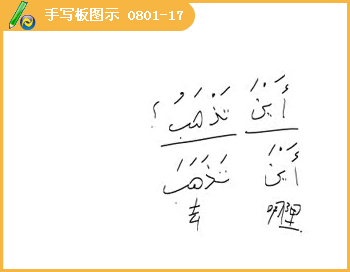 手写板图示 0801-17
أَيْنَ تَذْهَبُ ؟
أَيْنَ تَذَهَبَ
去 哪里